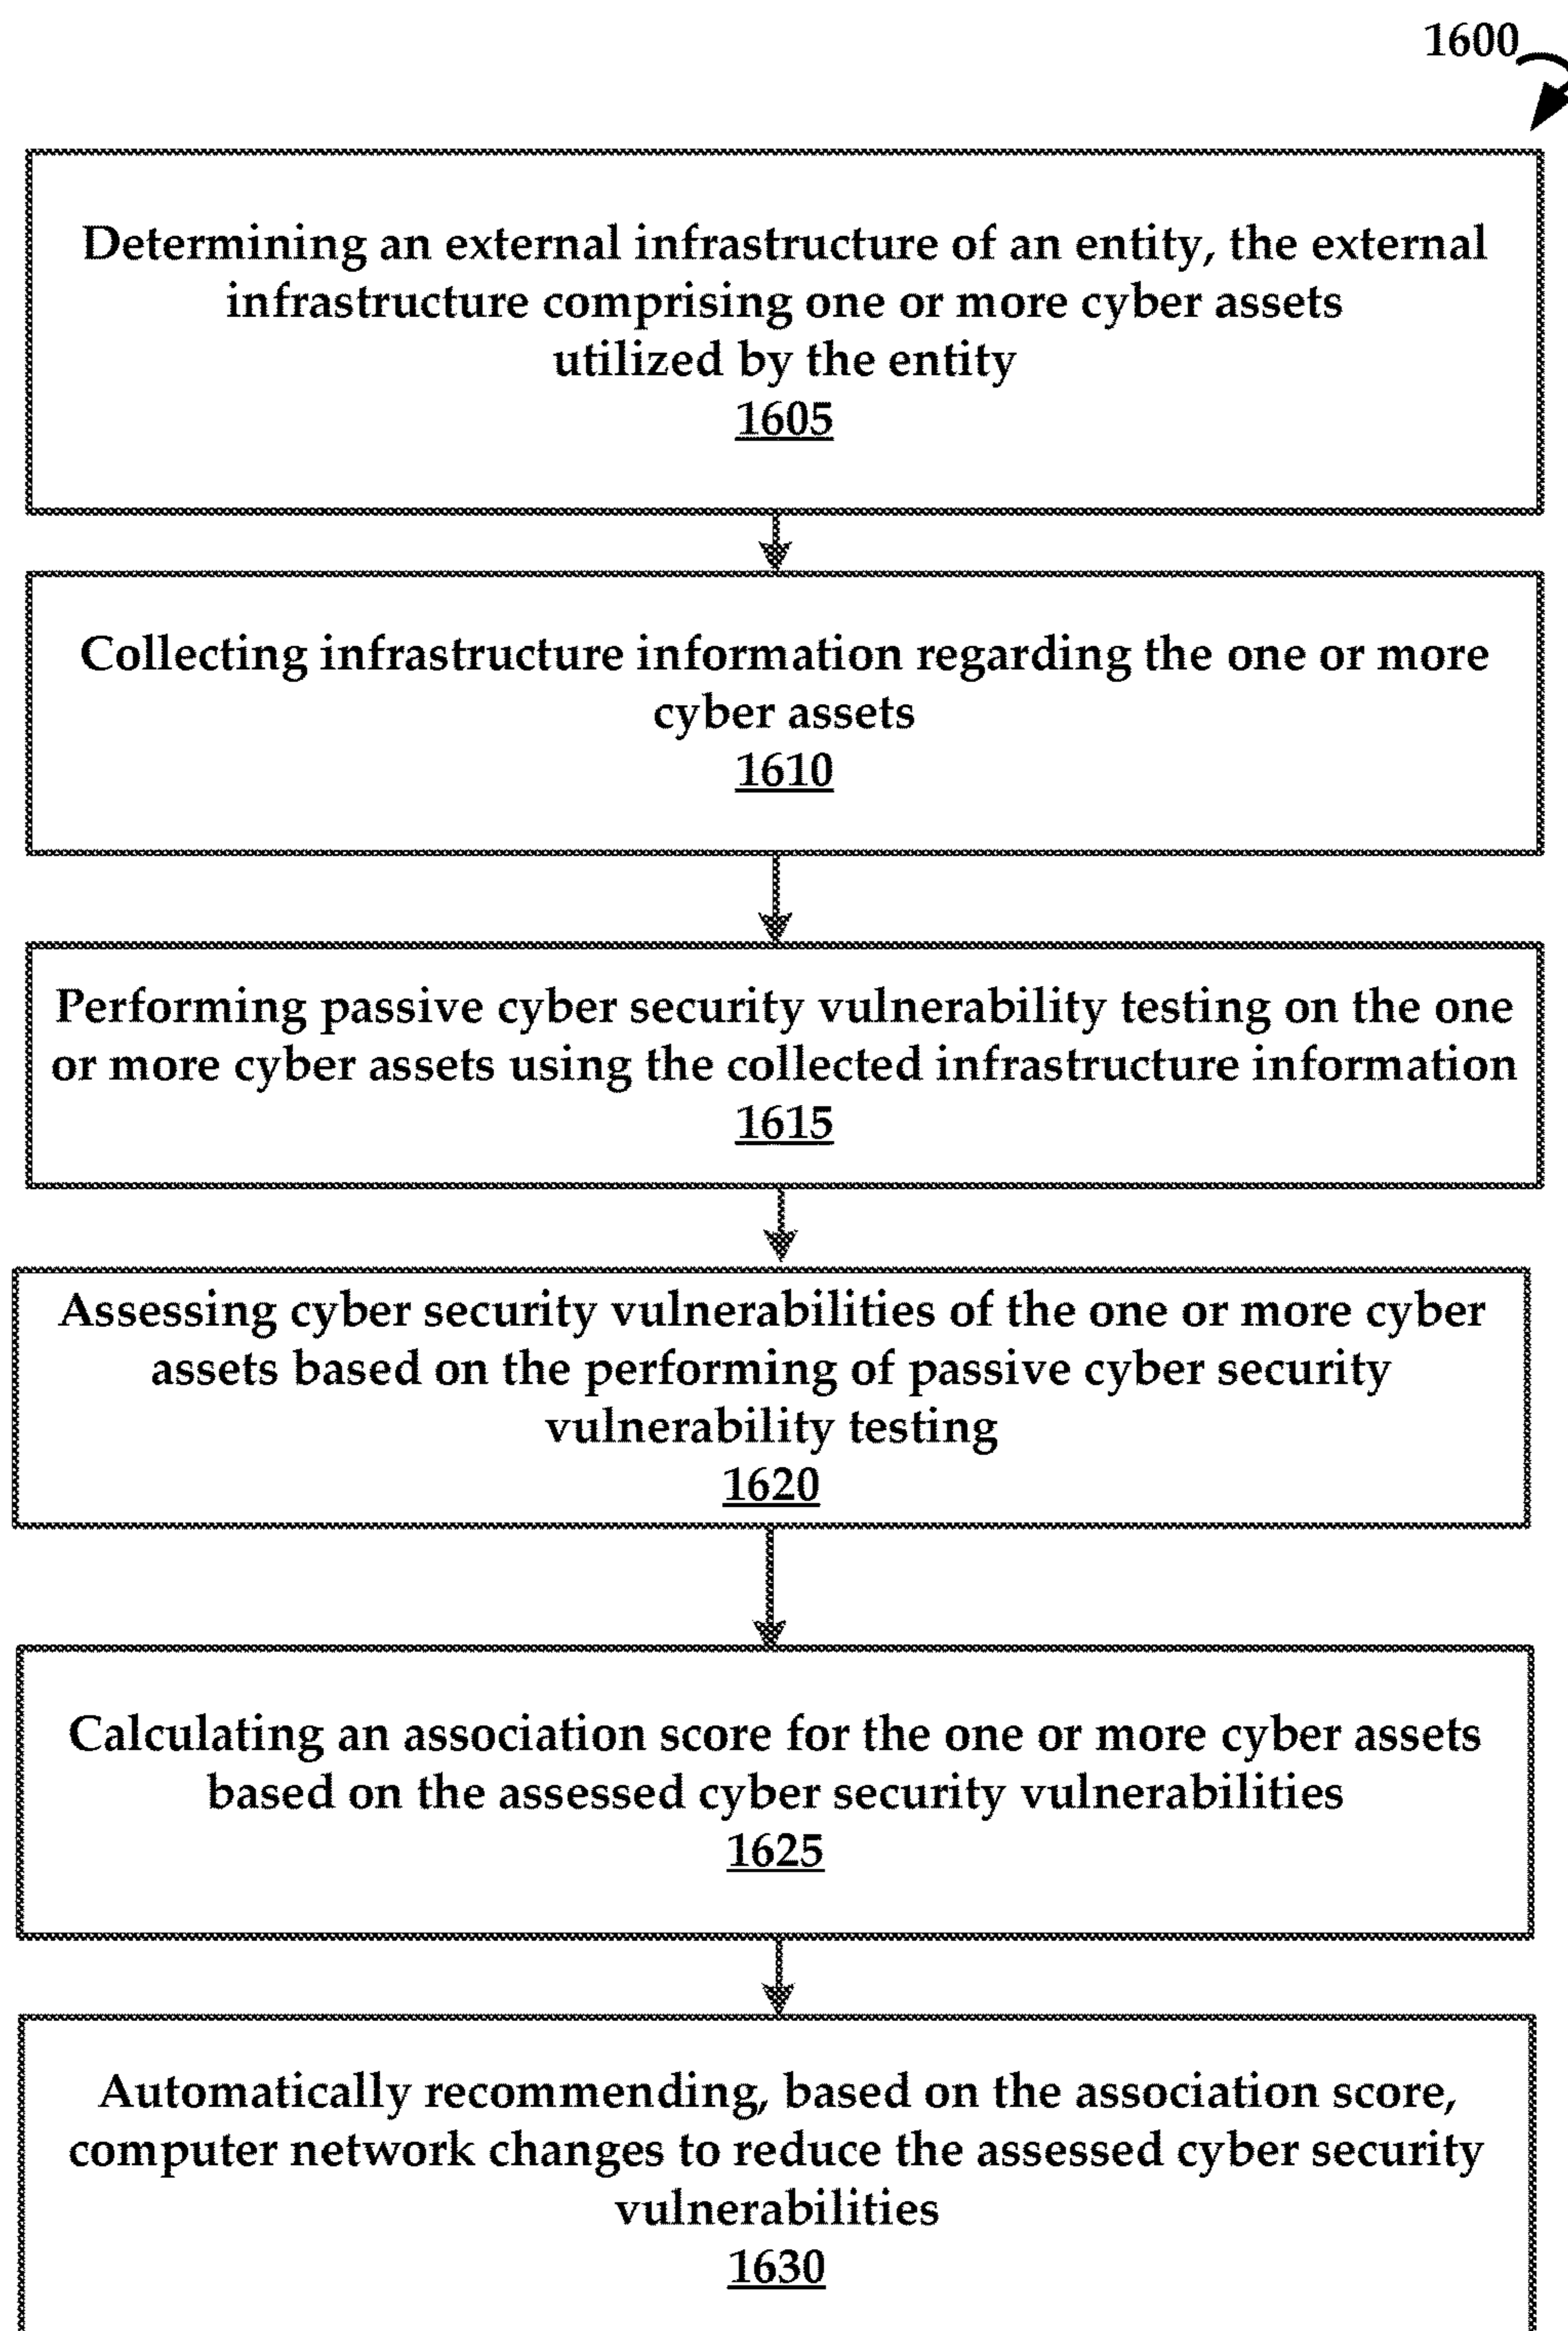 1600
Determining an external infrastructure of an entity, the external
infrastructure comprising one or more cyber assets
utilized by the entity
1605
Collecting infrastructure information regarding the one or more
cyber assets
1610
Performing passive cyber security vulnerability testing on the one
or more cyber assets using the collected infrastructure information
1615
Assessing cyber security vulnerabilities of the one or more cyber
assets based on the performing of passive cyber security
vulnerability testing
1620
Calculating an association score for the one or more cyber assets
based on the assessed cyber security vulnerabilities
1625
Automatically recommending, based on the association score,
computer network changes to reduce the assessed cyber security
vulnerabilities
1630